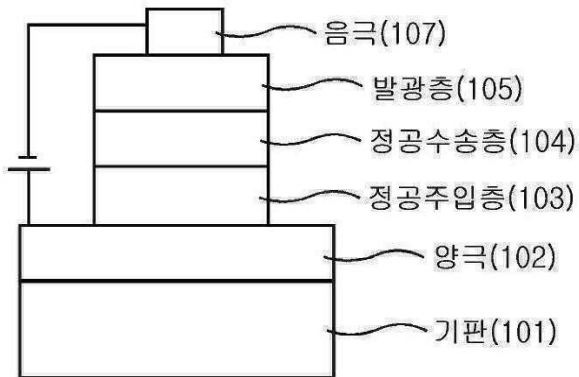 음극(107)
발광층(105)
정공수송층(104)
정공주입층(103)
양극(102)
기판(101)